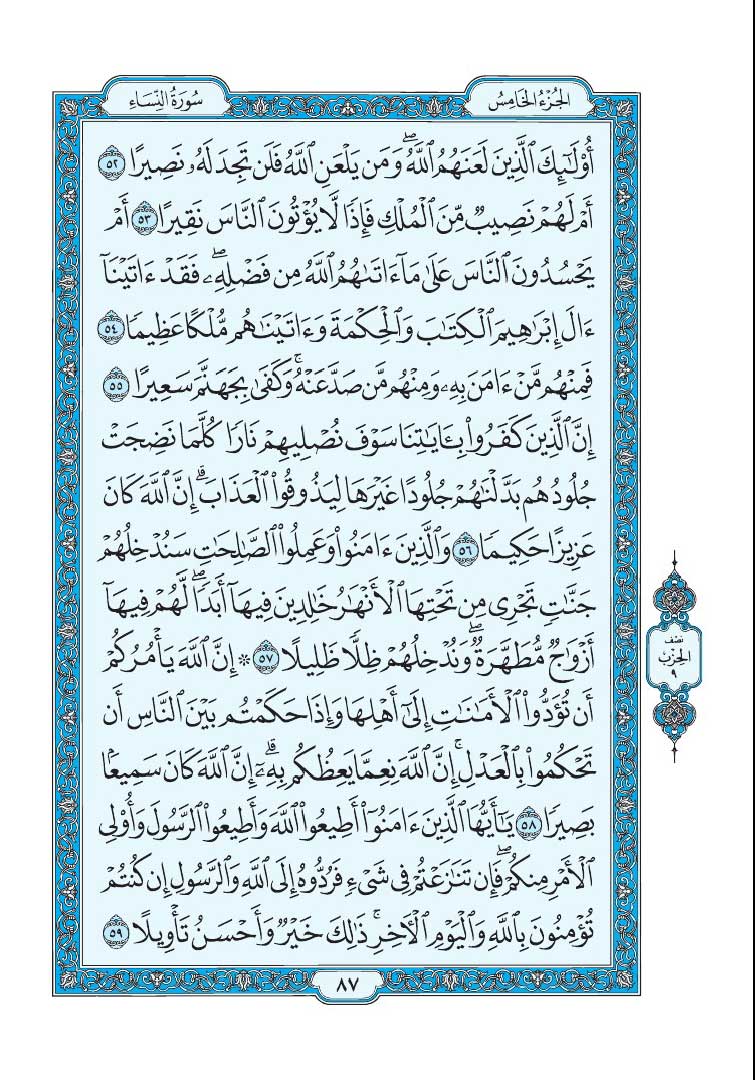 سُورَةُ النِّسَاءِ
الجُزْءُ الخَامِسُ
أُوْلَٰٓئِكَ ٱلَّذِينَ لَعَنَهُمُ ٱللَّهُۖ وَمَن يَلۡعَنِ ٱللَّهُ فَلَن تَجِدَ لَهُۥ نَصِيرًا ٥٢
أَمۡ لَهُمۡ نَصِيبٞ مِّنَ ٱلۡمُلۡكِ فَإِذٗا لَّا يُؤۡتُونَ ٱلنَّاسَ نَقِيرًا ٥٣ أَمۡ
يَحۡسُدُونَ ٱلنَّاسَ عَلَىٰ مَآ ءَاتَىٰهُمُ ٱللَّهُ مِن فَضۡلِهِۦۖ فَقَدۡ ءَاتَيۡنَآ
ءَالَ إِبۡرَٰهِيمَ ٱلۡكِتَٰبَ وَٱلۡحِكۡمَةَ وَءَاتَيۡنَٰهُم مُّلۡكًا عَظِيمٗا ٥٤
فَمِنۡهُم مَّنۡ ءَامَنَ بِهِۦ وَمِنۡهُم مَّن صَدَّ عَنۡهُۚ وَكَفَىٰ بِجَهَنَّمَ سَعِيرًا ٥٥
إِنَّ ٱلَّذِينَ كَفَرُواْ بِـَٔايَٰتِنَا سَوۡفَ نُصۡلِيهِمۡ نَارٗا كُلَّمَا نَضِجَتۡ
جُلُودُهُم بَدَّلۡنَٰهُمۡ جُلُودًا غَيۡرَهَا لِيَذُوقُواْ ٱلۡعَذَابَۗ إِنَّ ٱللَّهَ كَانَ
عَزِيزًا حَكِيمٗا ٥٦ وَٱلَّذِينَ ءَامَنُواْ وَعَمِلُواْ ٱلصَّٰلِحَٰتِ سَنُدۡخِلُهُمۡ
جَنَّٰتٖ تَجۡرِي مِن تَحۡتِهَا ٱلۡأَنۡهَٰرُ خَٰلِدِينَ فِيهَآ أَبَدٗاۖ لَّهُمۡ فِيهَآ
أَزۡوَٰجٞ مُّطَهَّرَةٞۖ وَنُدۡخِلُهُمۡ ظِلّٗا ظَلِيلًا ٥٧ ۞ إِنَّ ٱللَّهَ يَأۡمُرُكُمۡ
أَن تُؤَدُّواْ ٱلۡأَمَٰنَٰتِ إِلَىٰٓ أَهۡلِهَا وَإِذَا حَكَمۡتُم بَيۡنَ ٱلنَّاسِ أَن
تَحۡكُمُواْ بِٱلۡعَدۡلِۚ إِنَّ ٱللَّهَ نِعِمَّا يَعِظُكُم بِهِۦٓۗ إِنَّ ٱللَّهَ كَانَ سَمِيعَۢا
بَصِيرٗا ٥٨ يَٰٓأَيُّهَا ٱلَّذِينَ ءَامَنُوٓاْ أَطِيعُواْ ٱللَّهَ وَأَطِيعُواْ ٱلرَّسُولَ وَأُوْلِي
ٱلۡأَمۡرِ مِنكُمۡۖ فَإِن تَنَٰزَعۡتُمۡ فِي شَيۡءٖ فَرُدُّوهُ إِلَى ٱللَّهِ وَٱلرَّسُولِ إِن كُنتُمۡ
تُؤۡمِنُونَ بِٱللَّهِ وَٱلۡيَوۡمِ ٱلۡأٓخِرِۚ ذَٰلِكَ خَيۡرٞ وَأَحۡسَنُ تَأۡوِيلًا ٥٩
نصف
الحزب
٩
٨٧